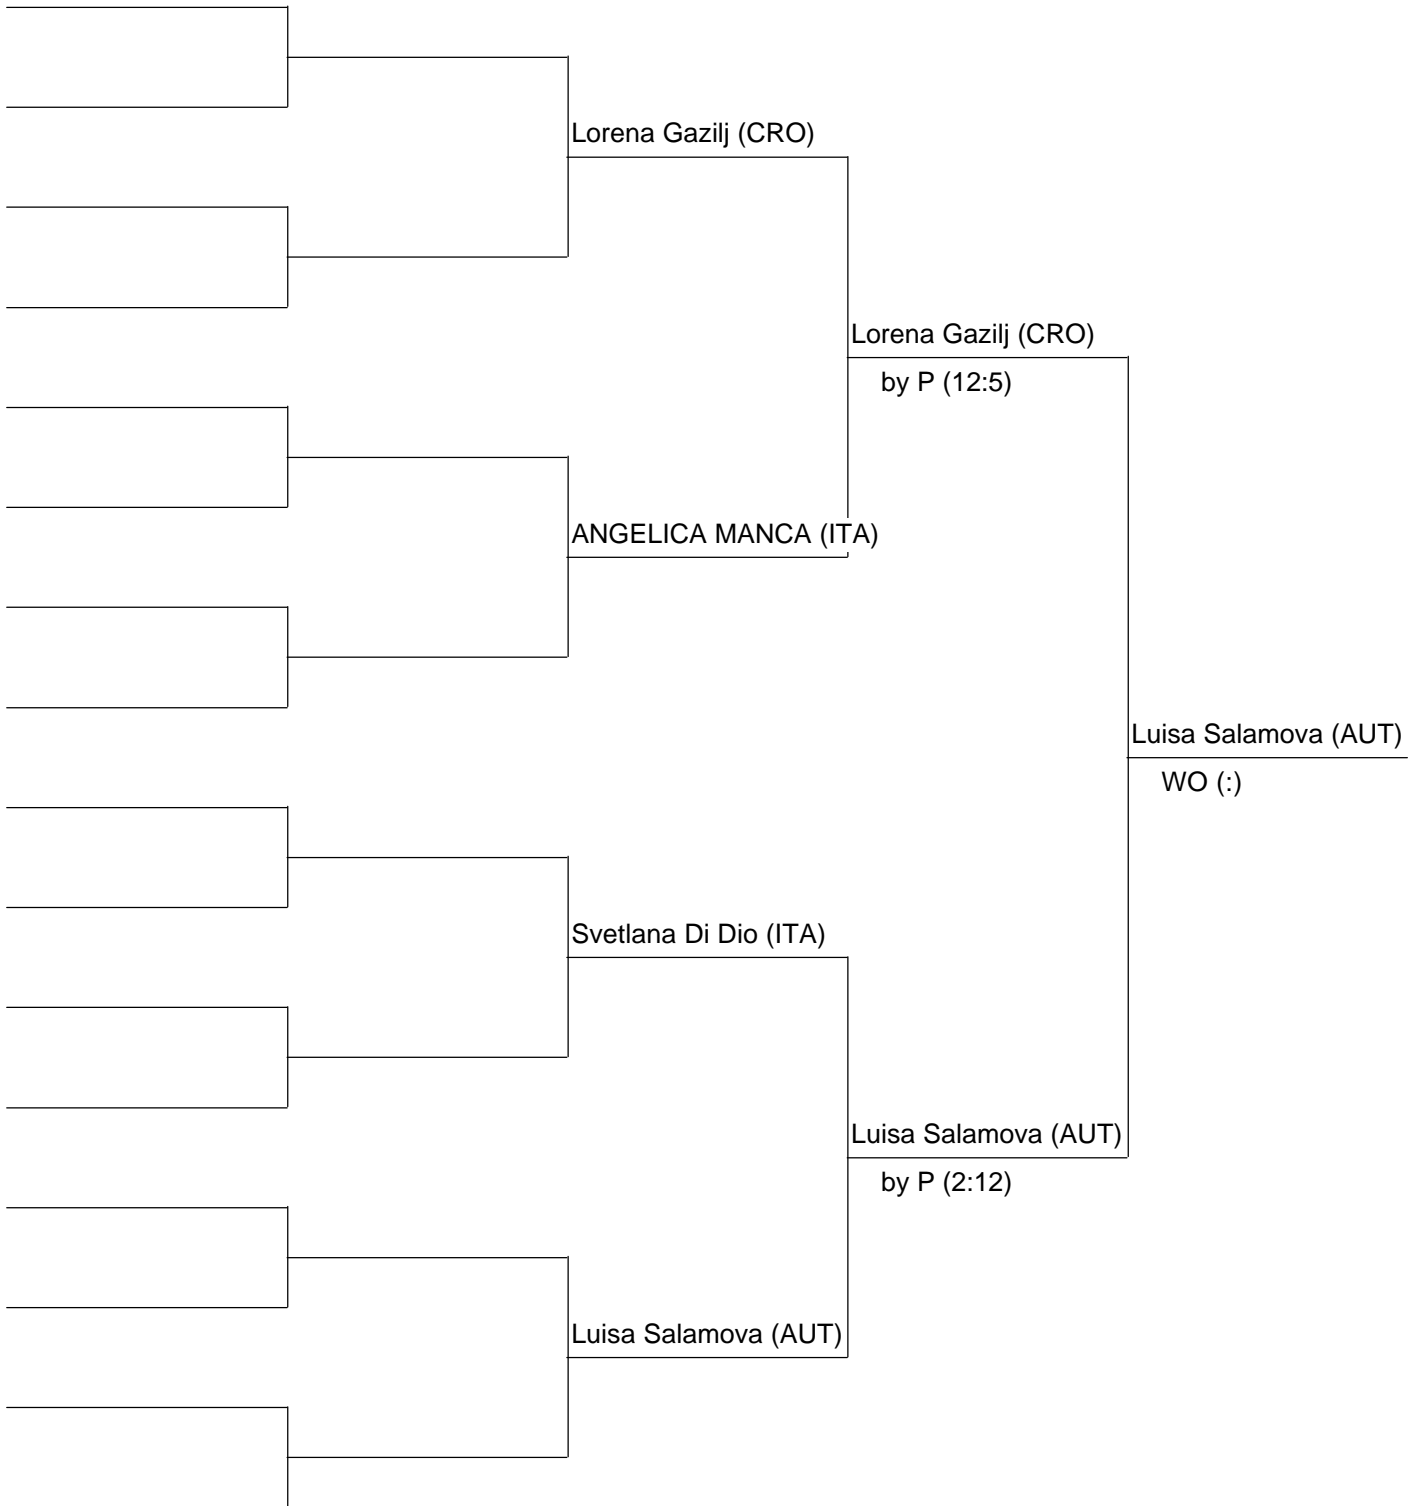 Lorena Gazilj (CRO)
Lorena Gazilj (CRO)
by P (12:5)
ANGELICA MANCA (ITA)
Luisa Salamova (AUT)
WO (:)
Svetlana Di Dio (ITA)
Luisa Salamova (AUT)
by P (2:12)
Luisa Salamova (AUT)